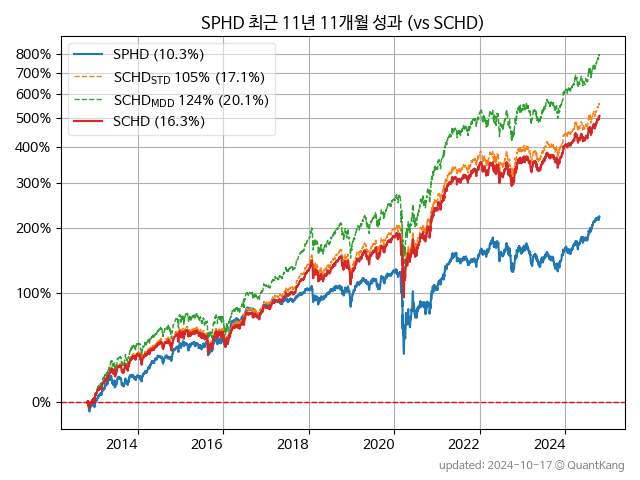 SPHD 최근 11년 11개월 성과 (vs SCHD)
SPHD (10.3%)
SCHD_STD 105% (17.1%)
SCHD_MDD 124% (20.1%)
SCHD (16.3%)
800%
700%
600%
500%
400%
300%
200%
100%
0%
2014 2016 2018 2020 2022 2024
updated: 2024-10-17 © QuantKang